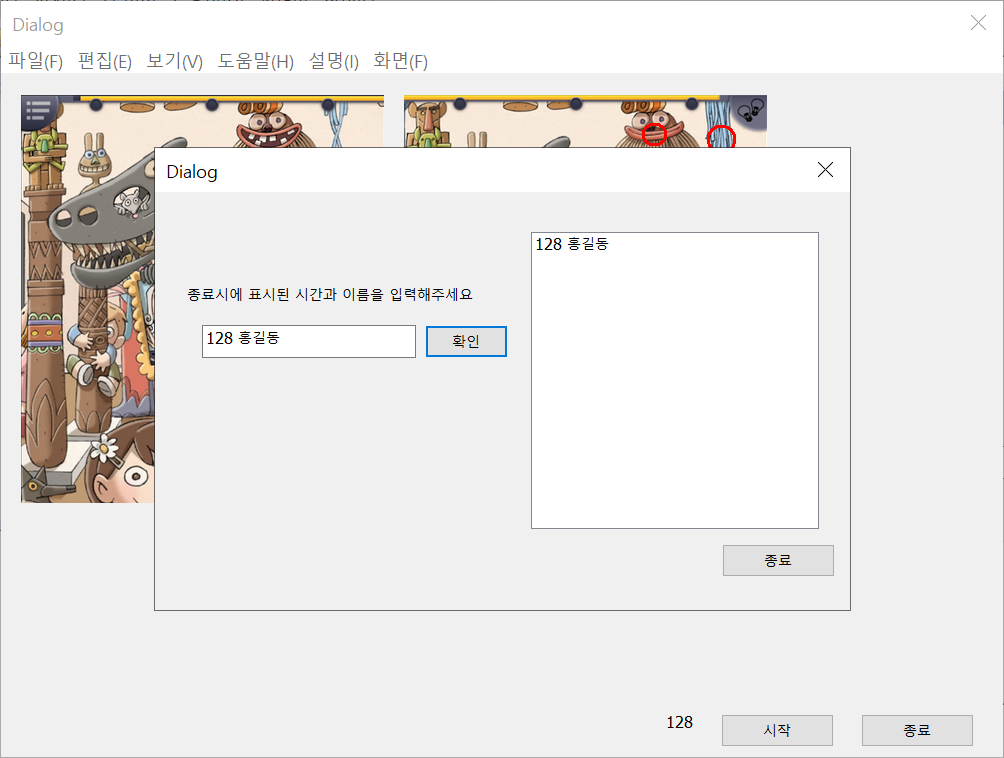 Dialog
파일(F) 편집(E) 보기(V) 도움말(H) 설명(I) 화면(F)
Dialog
128 홍길동
종료시에 표시된 시간과 이름을 입력해주세요
128 홍길동 확인
종료
128 시작 종료